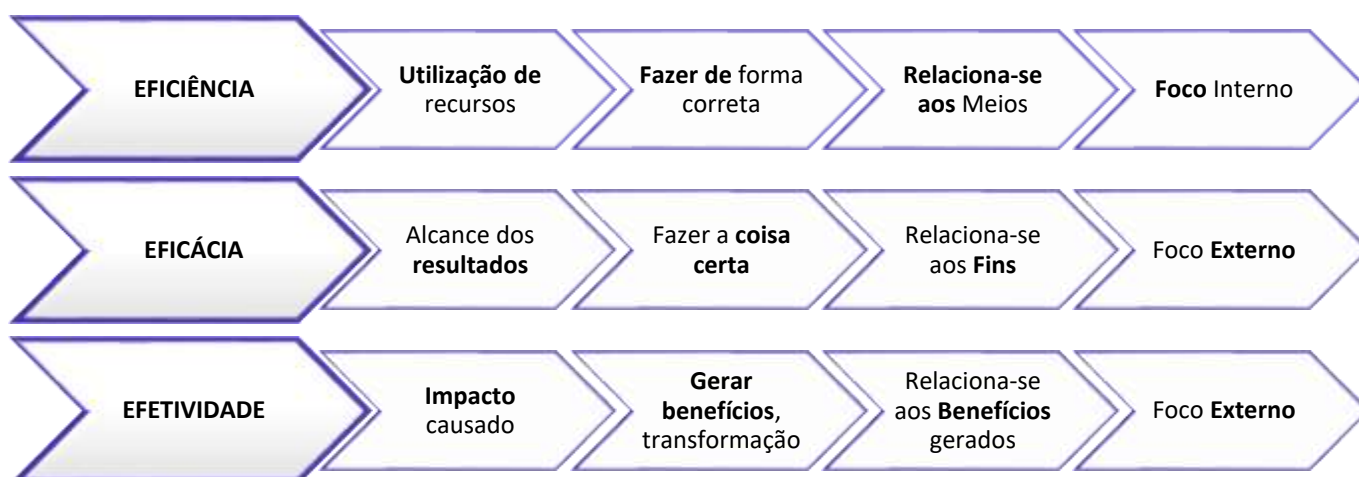 EFICIÊNCIA
Utilização de
recursos
Fazer de forma
correta
Relaciona-se
aos Meios
Foco Interno
EFICÁCIA
Alcance dos
resultados
Fazer a coisa
certa
Relaciona-se
aos Fins
Foco Externo
EFETIVIDADE
Impacto
causado
Gerar
benefícios,
transformação
Relaciona-se
aos Benefícios
gerados
Foco Externo